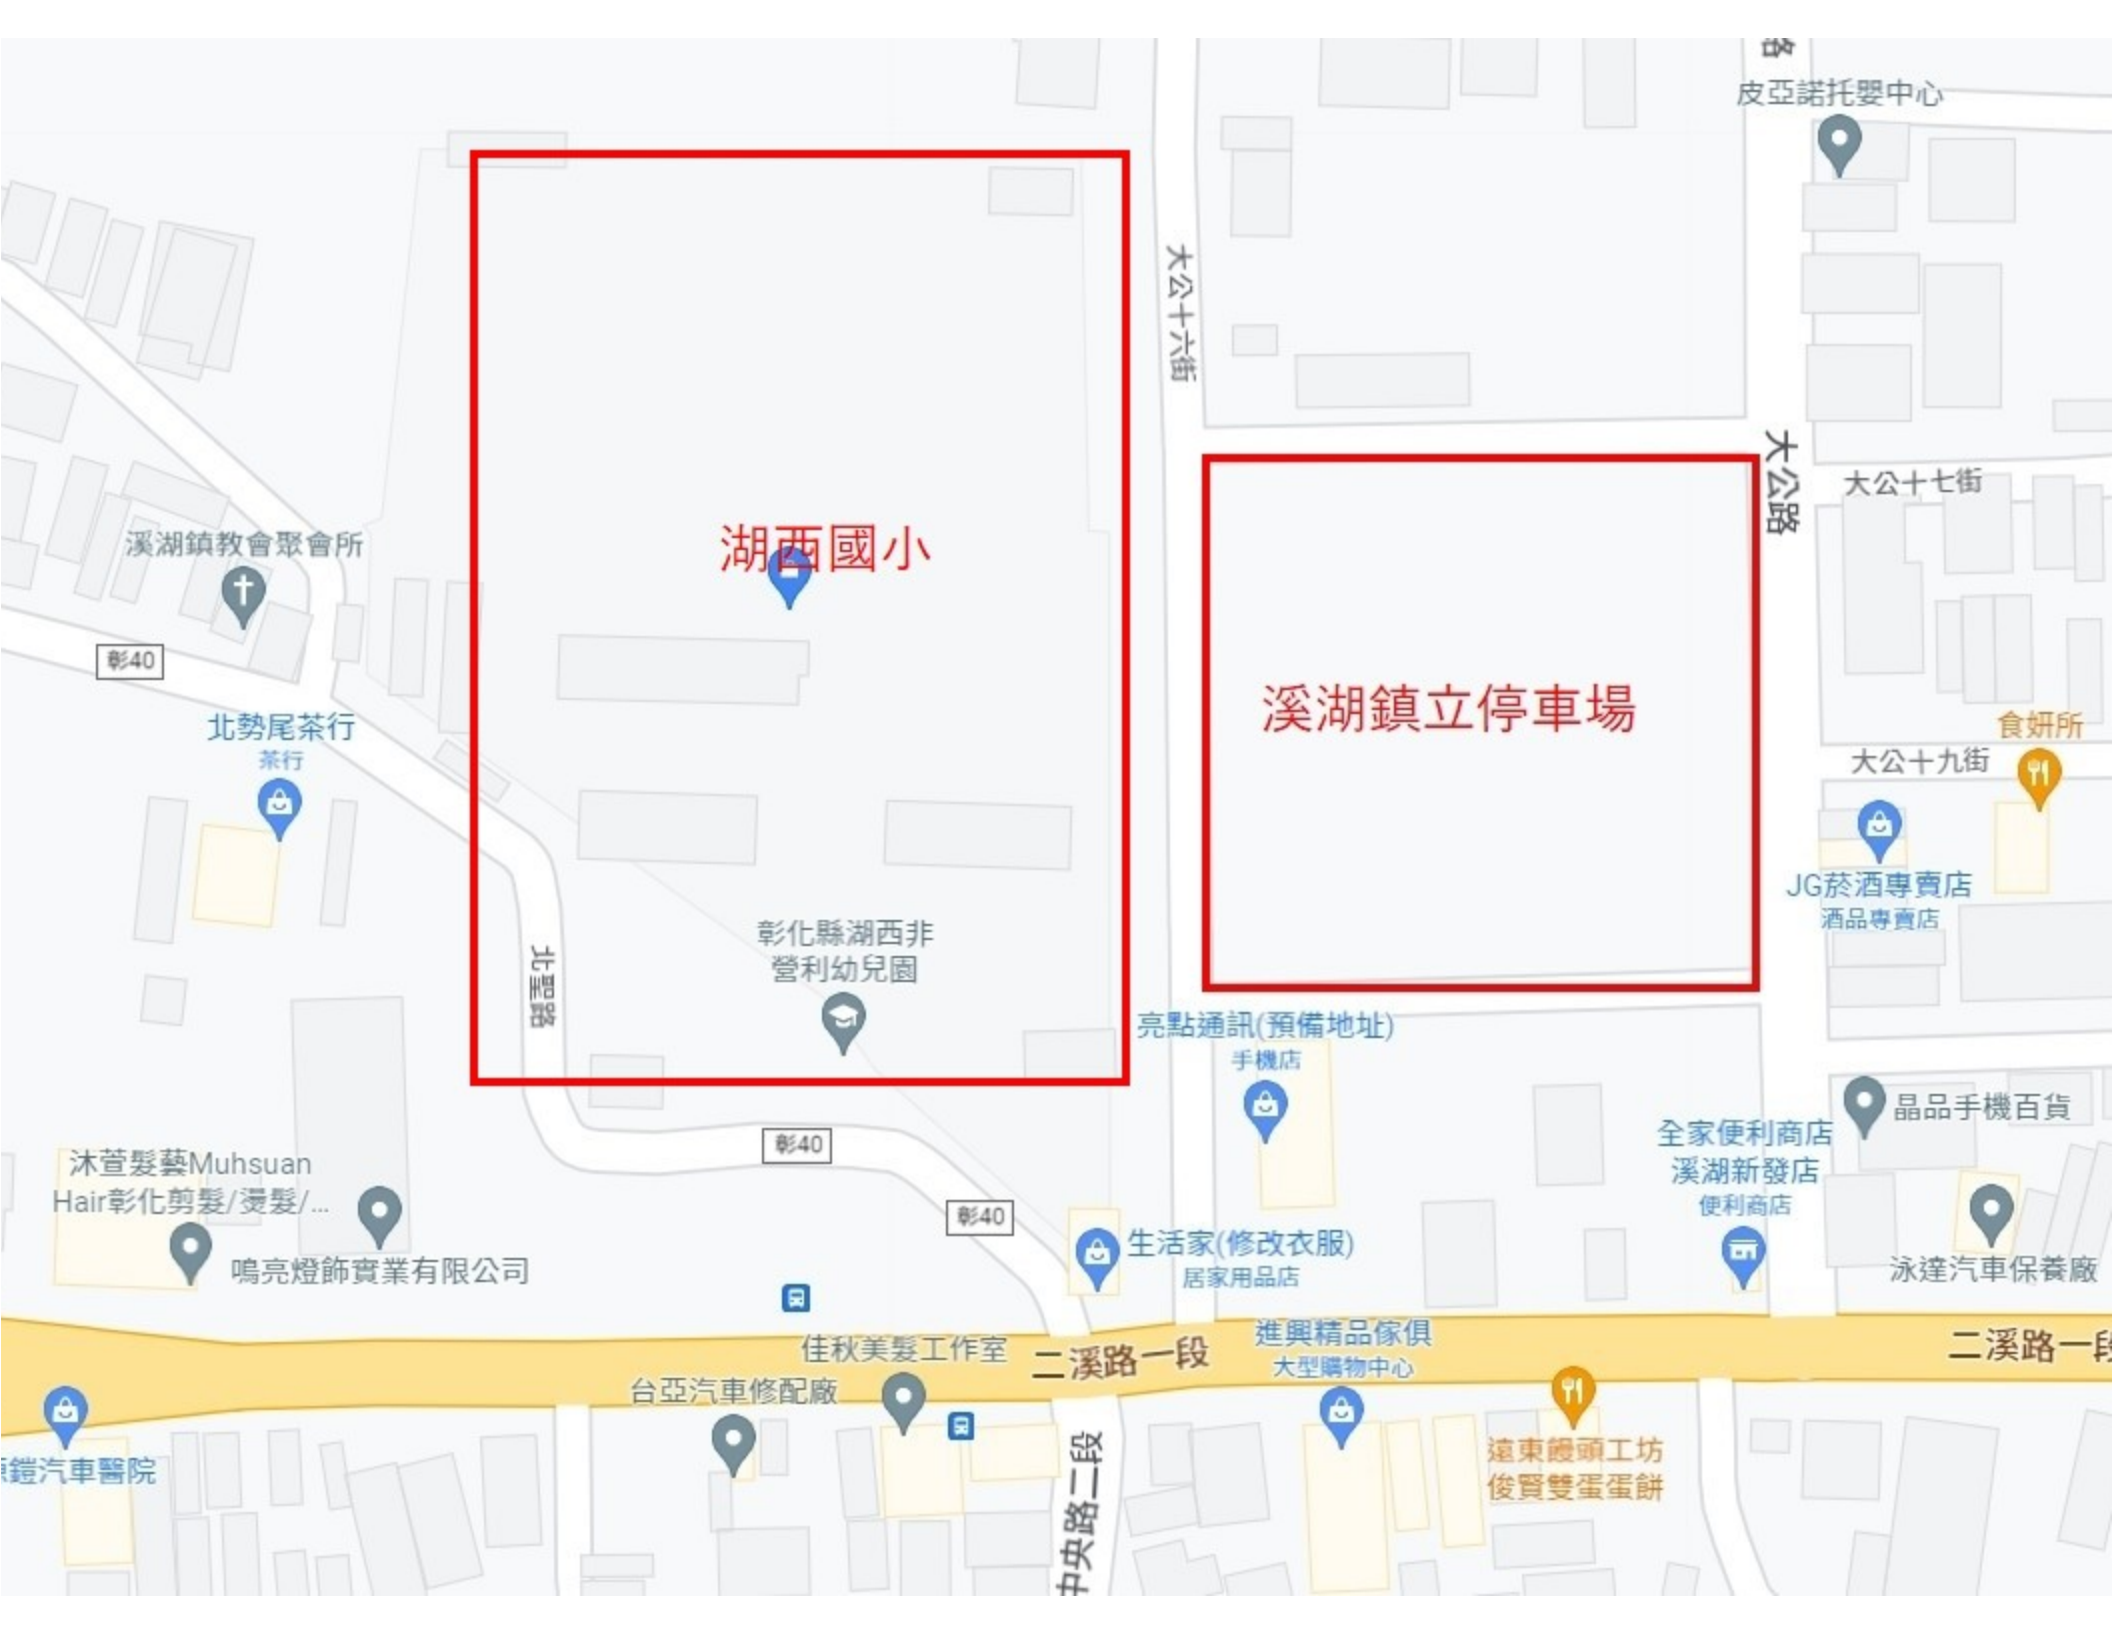 路
皮亞諾托嬰中心
大公十六街
大公路
大公十七街
湖西國小
溪湖鎮教會聚會所
彰40
溪湖鎮立停車場
北勢尾茶行
茶行
食妍所
大公十九街
JG菸酒專賣店
酒品專賣店
彰化縣湖西非
營利幼兒園
北聖路
亮點通訊(預備地址)
手機店
晶品手機百貨
全家便利商店
溪湖新發店
便利商店
彰40
沐萱髮藝Muhsuan
Hair彰化剪髮/燙髮/...
彰40
生活家(修改衣服)
居家用品店
鳴亮燈飾實業有限公司
泳達汽車保養廠
佳秋美髮工作室
二溪路一段
進興精品傢俱
大型購物中心
二溪路一段
台亞汽車修配廠
鎧汽車醫院
中央路二段
遠東饅頭工坊
俊賢雙蛋蛋餅